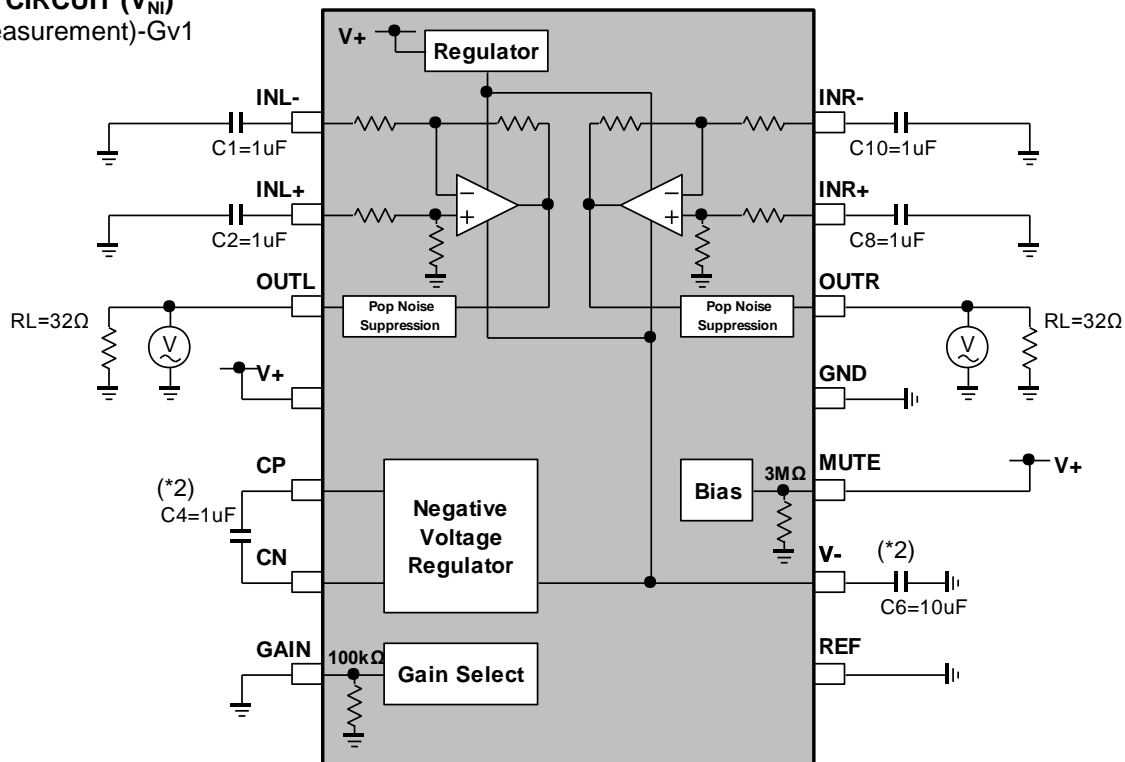 CIRCUIT (VNI)
easurement)-Gv1
V+
Regulator
INL-
C1=1uF
INR-
C10=1uF
INL+
C2=1uF
INR+
C8=1uF
−
+
−
+
OUTL
Pop Noise
Suppression
Pop Noise
Suppression
OUTR
RL=32Ω
V
V
RL=32Ω
V+
GND
CP
(*2)
C4=1uF
CN
Negative
Voltage
Regulator
Bias
3MΩ
MUTE
V+
V-
(*2)
C6=10uF
GAIN
100kΩ
Gain Select
REF